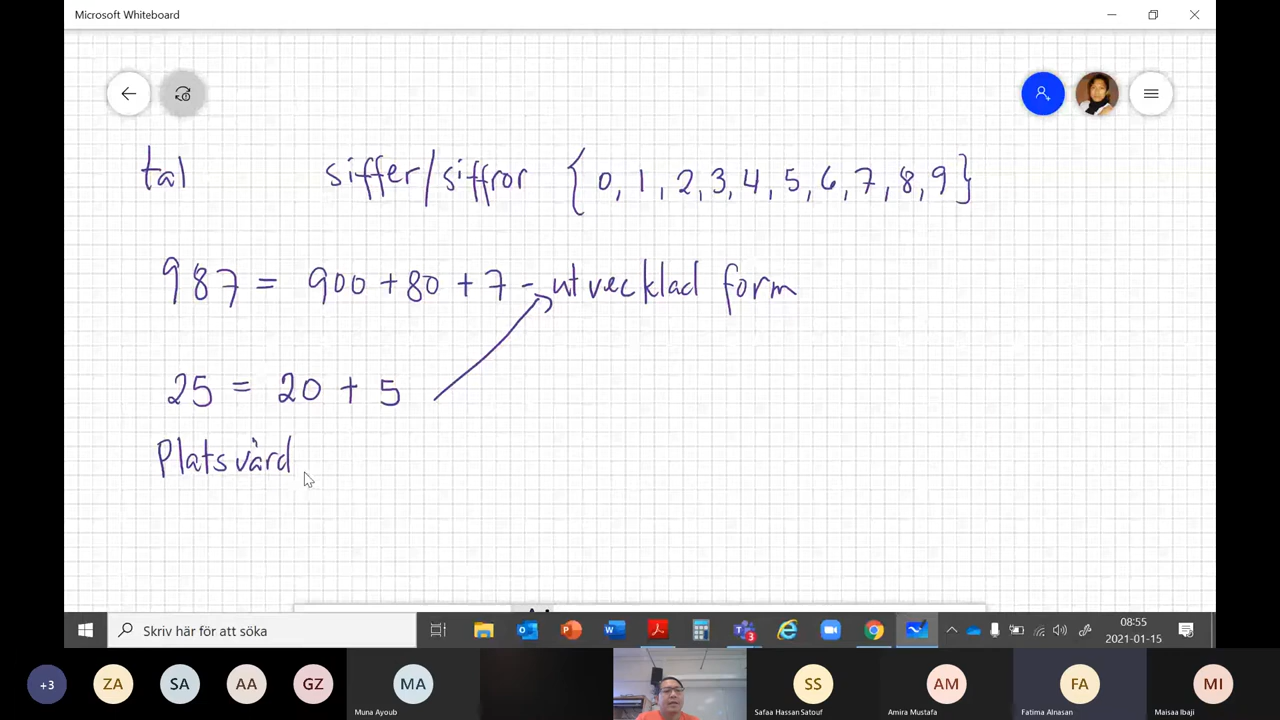 Microsoft Whiteboard
tal siffer/siffror {0, 1, 2, 3, 4, 5, 6, 7, 8, 9}
987 = 900 + 80 + 7 - utvecklad form
25 = 20 + 5
Platsvärd
Skriv här för att söka
3
08:55
2021-01-15
+3 ZA SA AA GZ MA SS AM FA MI
Muna Ayoub Safaa Hassan Satouf Amira Mustafa Fatima Alnasan Maisaa Ibaji